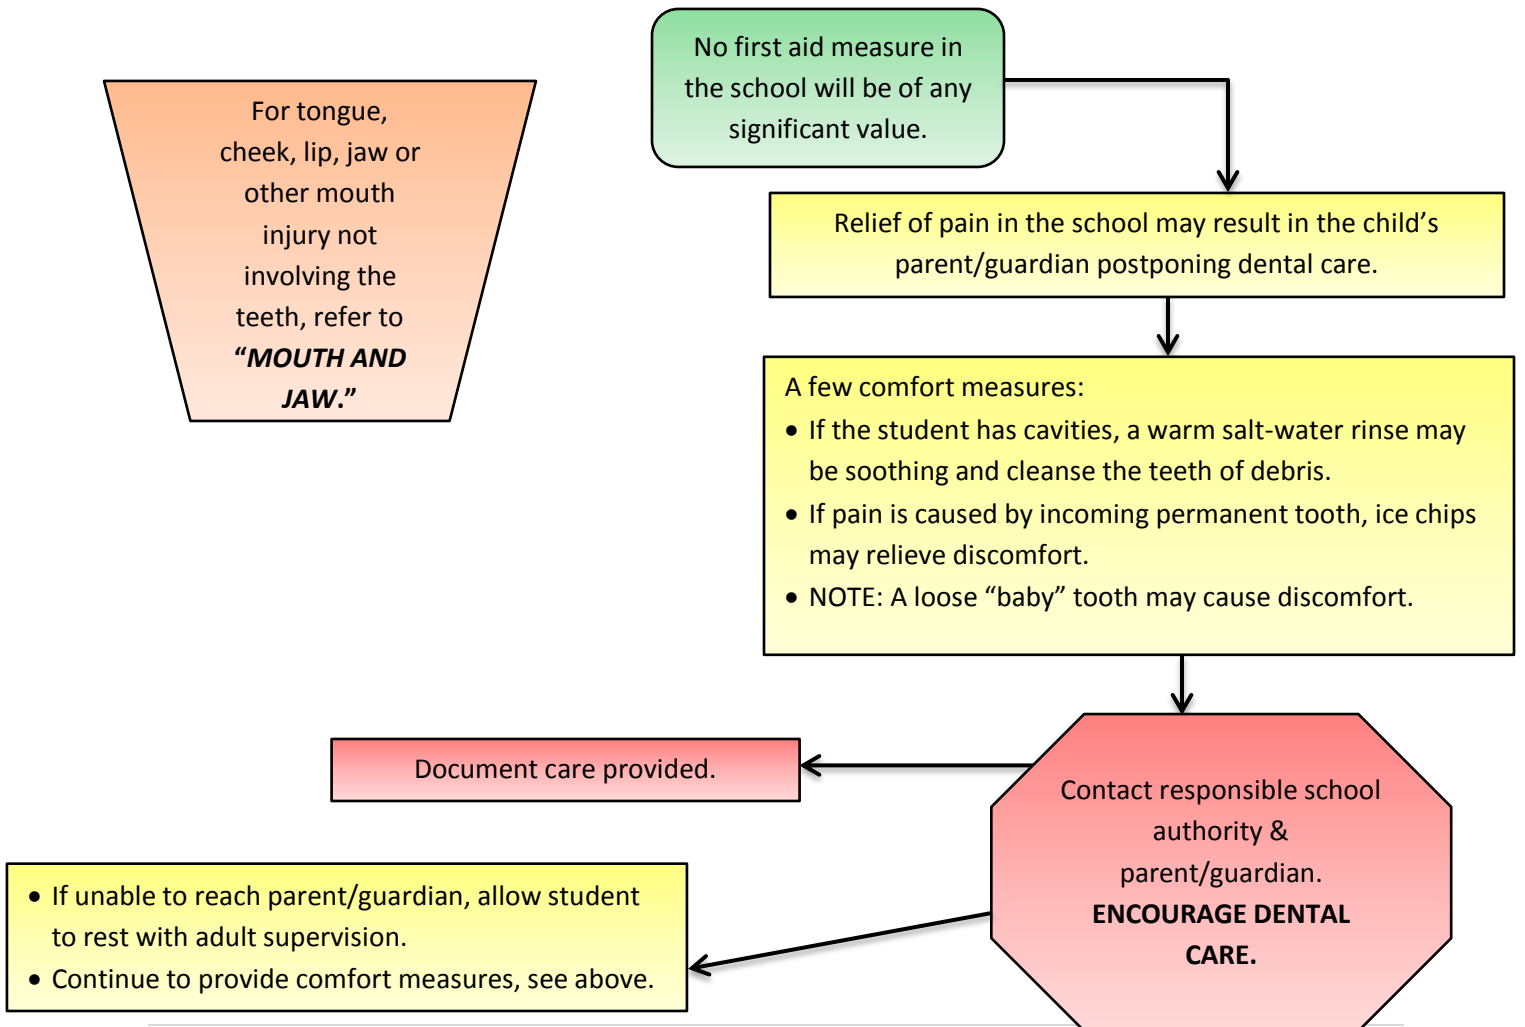 No first aid measure in
the school will be of any
significant value.
For tongue,
cheek, lip, jaw or
other mouth
injury not
involving the
teeth, refer to
“MOUTH AND
JAW.”
Relief of pain in the school may result in the child’s
parent/guardian postponing dental care.
A few comfort measures:
• If the student has cavities, a warm salt-water rinse may
be soothing and cleanse the teeth of debris.
• If pain is caused by incoming permanent tooth, ice chips
may relieve discomfort.
• NOTE: A loose “baby” tooth may cause discomfort.
Document care provided.
Contact responsible school
authority &
parent/guardian.
ENCOURAGE DENTAL
CARE.
• If unable to reach parent/guardian, allow student
to rest with adult supervision.
• Continue to provide comfort measures, see above.